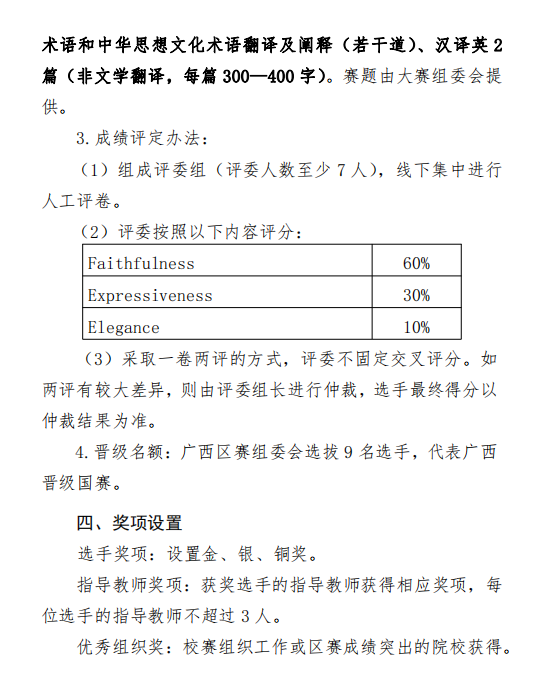 术语和中华思想文化术语翻译及阐释（若干道）、汉译英 2
篇（非文学翻译，每篇 300—400 字）。赛题由大赛组委会提
供。
3.成绩评定办法：
（1）组成评委组（评委人数至少 7 人），线下集中进行
人工评卷。
（2）评委按照以下内容评分：
Faithfulness 60%
Expressiveness 30%
Elegance 10%
（3）采取一卷两评的方式，评委不固定交叉评分。如
两评有较大差异，则由评委组长进行仲裁，选手最终得分以
仲裁结果为准。
4.晋级名额：广西区赛组委会选拔 9 名选手，代表广西
晋级国赛。
四、奖项设置
选手奖项：设置金、银、铜奖。
指导教师奖项：获奖选手的指导教师获得相应奖项，每
位选手的指导教师不超过 3 人。
优秀组织奖：校赛组织工作或区赛成绩突出的院校获得。